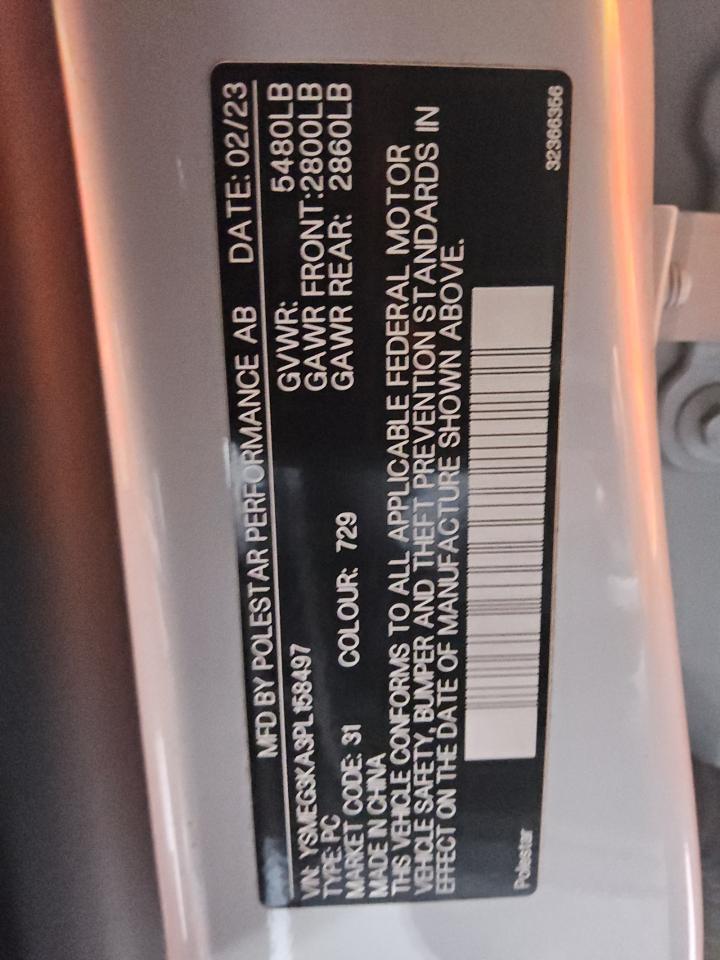 MFD BY POLESTAR PERFORMANCE AB DATE: 02/23
VIN: YSMEG3KA3PL158497 GVWR: 5480LB
TYPE: PC GAWR FRONT:2800LB
MARKET CODE: 31 COLOUR: 729 GAWR REAR: 2860LB
MADE IN CHINA
THIS VEHICLE CONFORMS TO ALL APPLICABLE FEDERAL MOTOR
VEHICLE SAFETY, BUMPER AND THEFT PREVENTION STANDARDS IN
EFFECT ON THE DATE OF MANUFACTURE SHOWN ABOVE.
Polestar 32366356